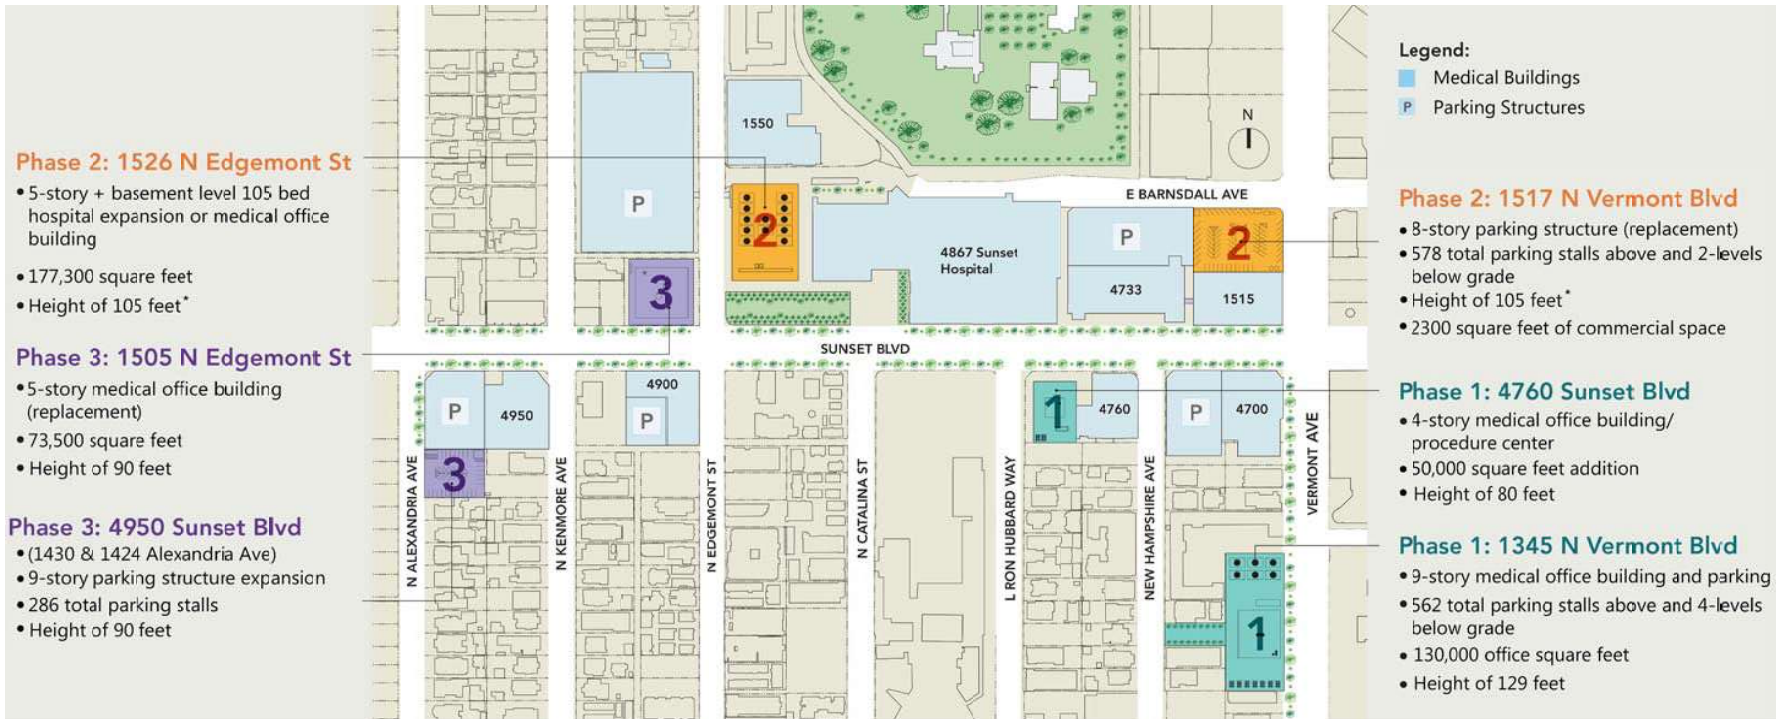 Phase 2: 1526 N Edgemont St
• 5-story + basement level 105 bed
hospital expansion or medical office
building
• 177,300 square feet
• Height of 105 feet*
Phase 3: 1505 N Edgemont St
• 5-story medical office building
(replacement)
• 73,500 square feet
• Height of 90 feet
Phase 3: 4950 Sunset Blvd
• (1430 & 1424 Alexandria Ave)
• 9-story parking structure expansion
• 286 total parking stalls
• Height of 90 feet
1550
P
2
E BARNSDALL AVE
N
4867 Sunset
Hospital
P
2
3
4733
1515
SUNSET BLVD
P
4950
4900
P
1
4760
P
4700
3
N ALEXANDRIA AVE
N KENMORE AVE
N EDGEMONT ST
N CATALINA ST
L RON HUBBARD WAY
NEW HAMPSHIRE AVE
VERMONT AVE
1
Legend:
Medical Buildings
P Parking Structures
Phase 2: 1517 N Vermont Blvd
• 8-story parking structure (replacement)
• 578 total parking stalls above and 2-levels
below grade
• Height of 105 feet*
• 2300 square feet of commercial space
Phase 1: 4760 Sunset Blvd
• 4-story medical office building/
procedure center
• 50,000 square feet addition
• Height of 80 feet
Phase 1: 1345 N Vermont Blvd
• 9-story medical office building and parking
• 562 total parking stalls above and 4-levels
below grade
• 130,000 office square feet
• Height of 129 feet